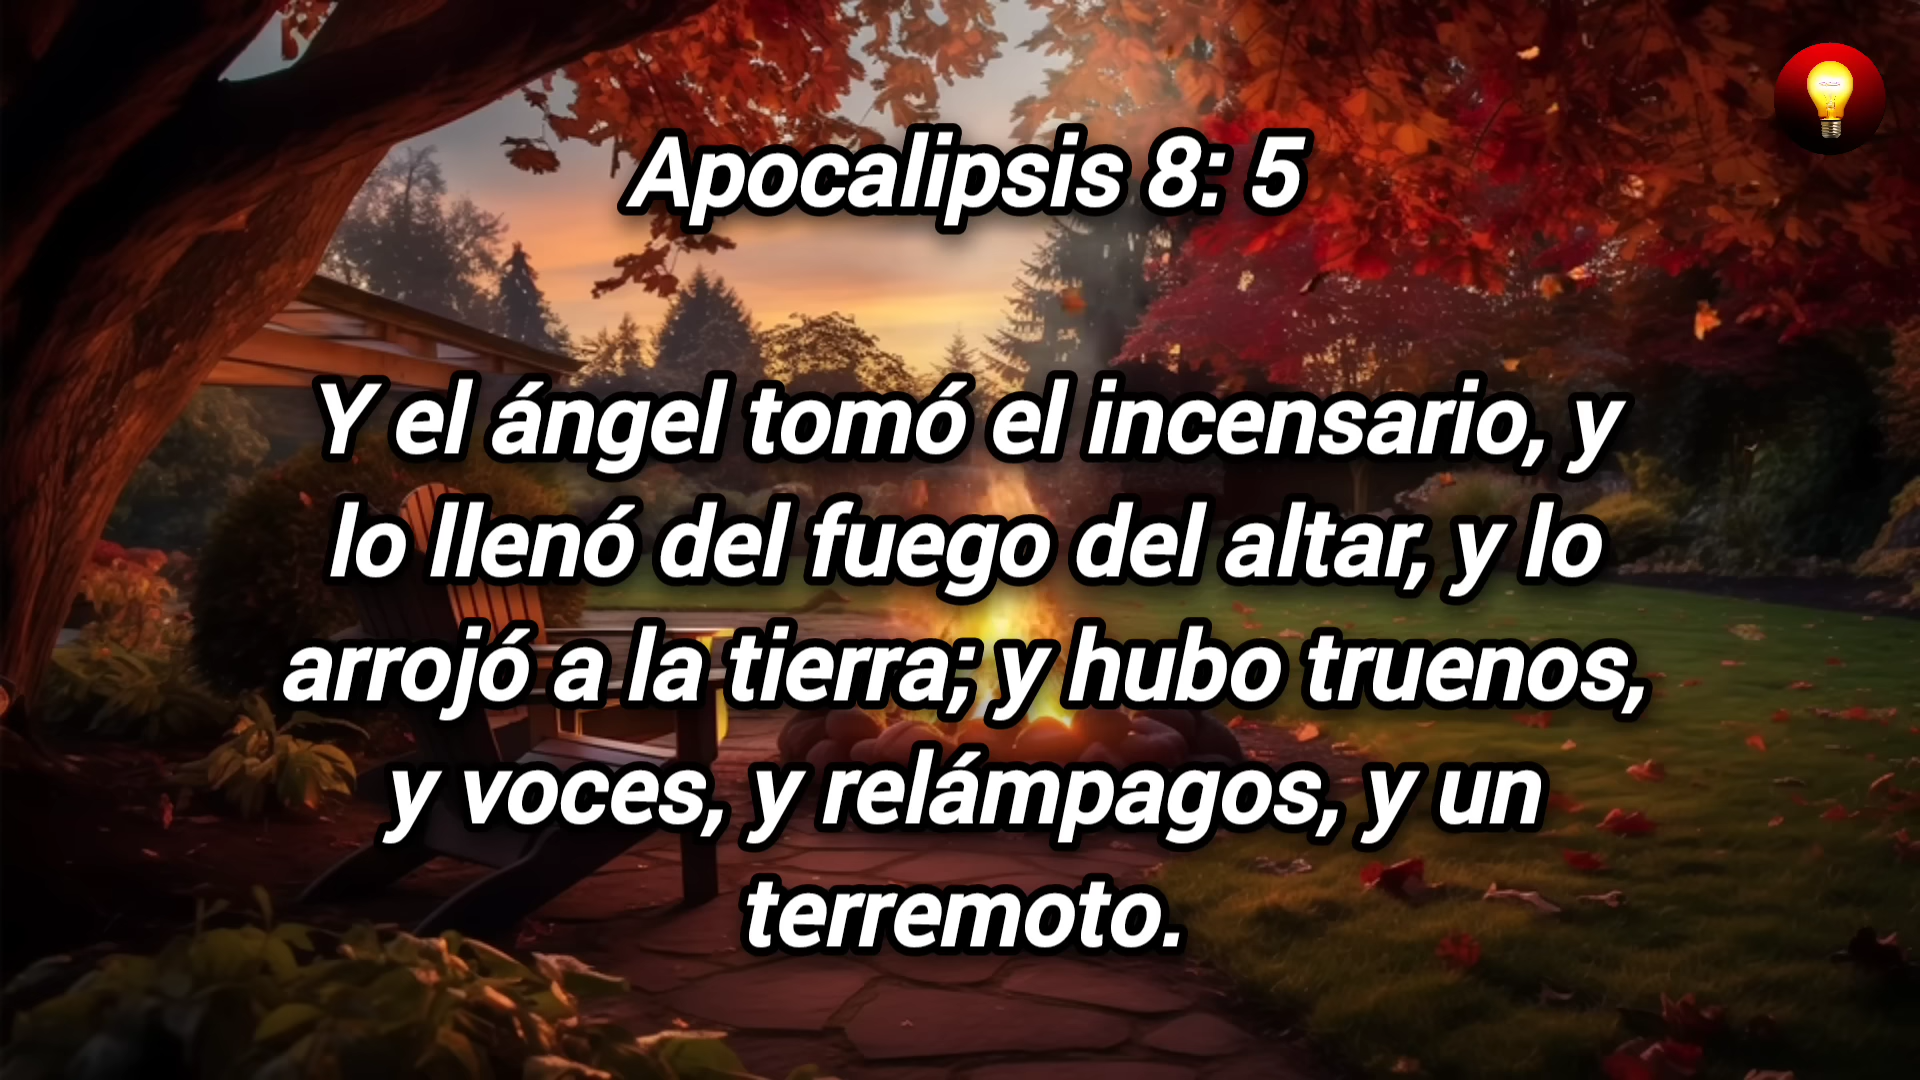 Apocalipsis 8: 5
Y el ángel tomó el incensario, y
lo llenó del fuego del altar, y lo
arrojó a la tierra; y hubo truenos,
y voces, y relámpagos, y un
terremoto.